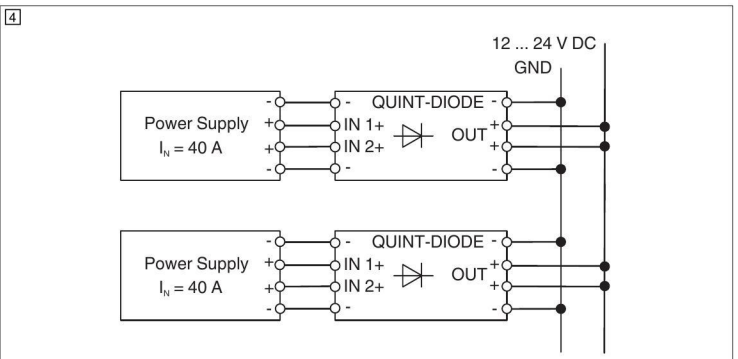 4
12 ... 24 V DC
GND
- - QUINT-DIODE -
Power Supply + IN 1+ OUT +
I_N = 40 A + IN 2+ +
- - -
- - QUINT-DIODE -
Power Supply + IN 1+ OUT +
I_N = 40 A + IN 2+ +
- - -